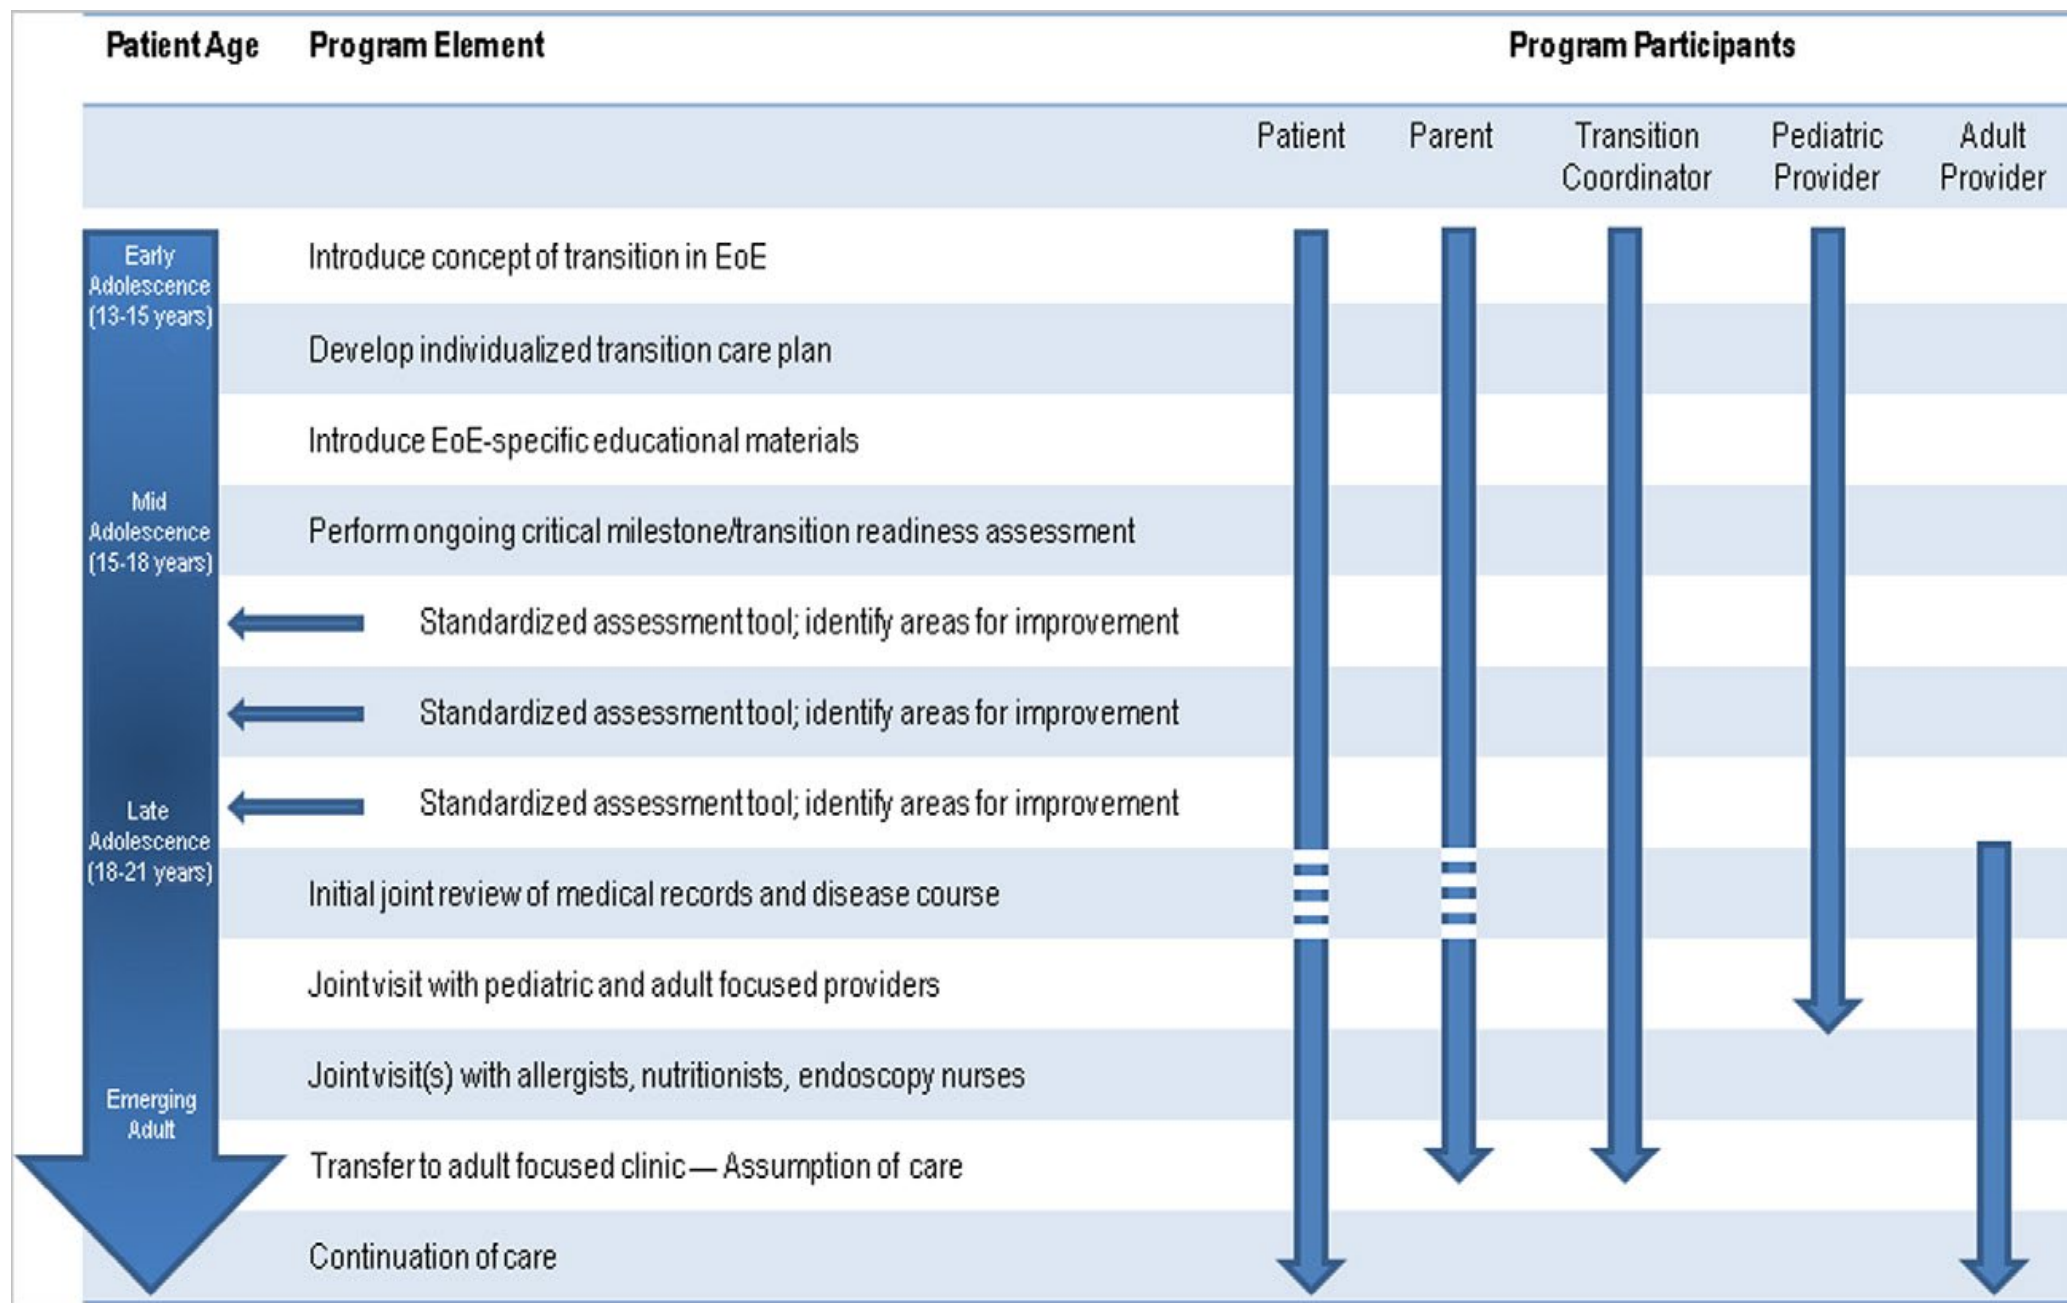 Patient Age Program Element Program Participants
Patient Parent Transition Coordinator Pediatric Provider Adult Provider
Early
Adolescence
(13-15 years)
Introduce concept of transition in EoE
Develop individualized transition care plan
Introduce EoE-specific educational materials
Mid
Adolescence
(15-18 years)
Perform ongoing critical milestone/transition readiness assessment
Standardized assessment tool; identify areas for improvement
Standardized assessment tool; identify areas for improvement
Standardized assessment tool; identify areas for improvement
Late
Adolescence
(18-21 years)
Initial joint review of medical records and disease course
Joint visit with pediatric and adult focused providers
Joint visit(s) with allergists, nutritionists, endoscopy nurses
Emerging
Adult
Transfer to adult focused clinic — Assumption of care
Continuation of care